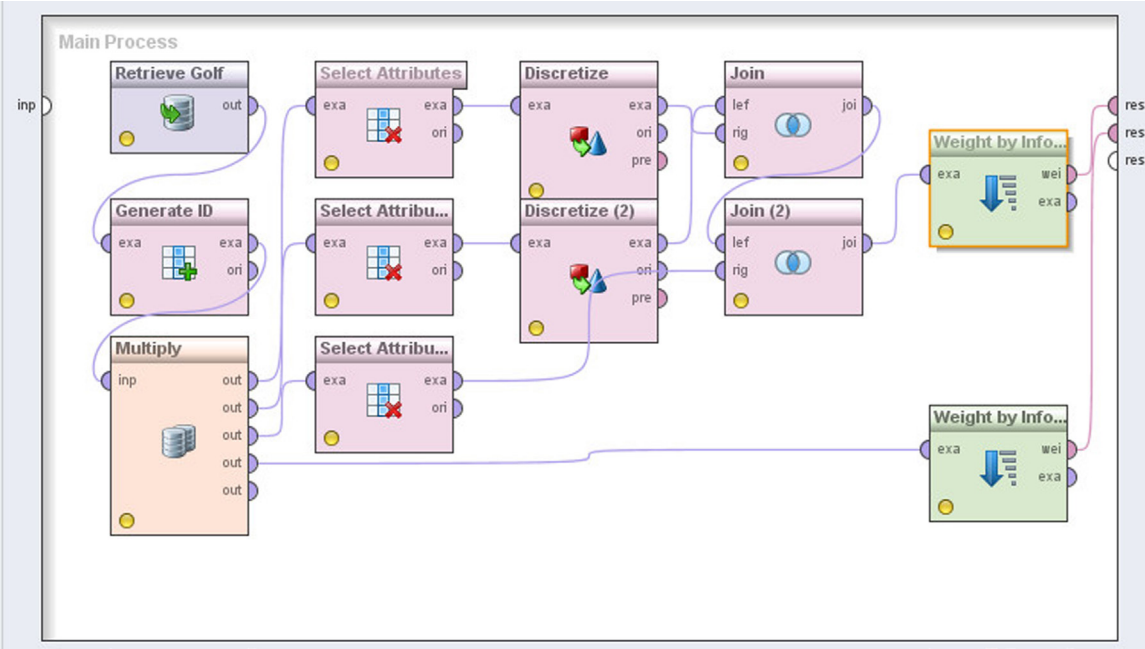 Main Process
inp
Retrieve Golf
out
Select Attributes
exa exa
ori
Discretize
exa exa
ori
pre
Join
lef joi
rig
res
res
res
Weight by Info...
exa wei
exa
Generate ID
exa exa
ori
Select Attribu...
exa exa
ori
Discretize (2)
exa exa
ori
pre
Join (2)
lef joi
rig
Multiply
inp out
out
out
out
out
Select Attribu...
exa exa
ori
Weight by Info...
exa wei
exa